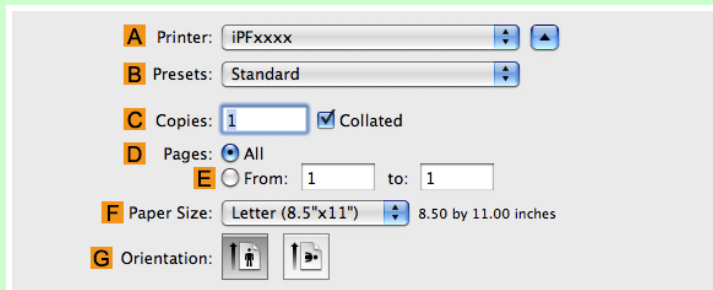 A Printer: iPFxxxx
B Presets: Standard
C Copies: 1 Collated
D Pages: All
E From: 1 to: 1
F Paper Size: Letter (8.5"x11") 8.50 by 11.00 inches
G Orientation: